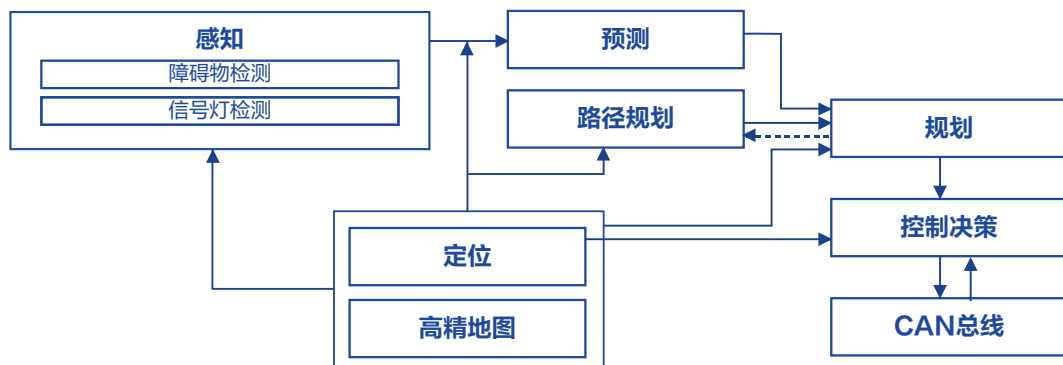 感知
障碍物检测
信号灯检测
预测
路径规划
规划
控制决策
CAN总线
定位
高精地图